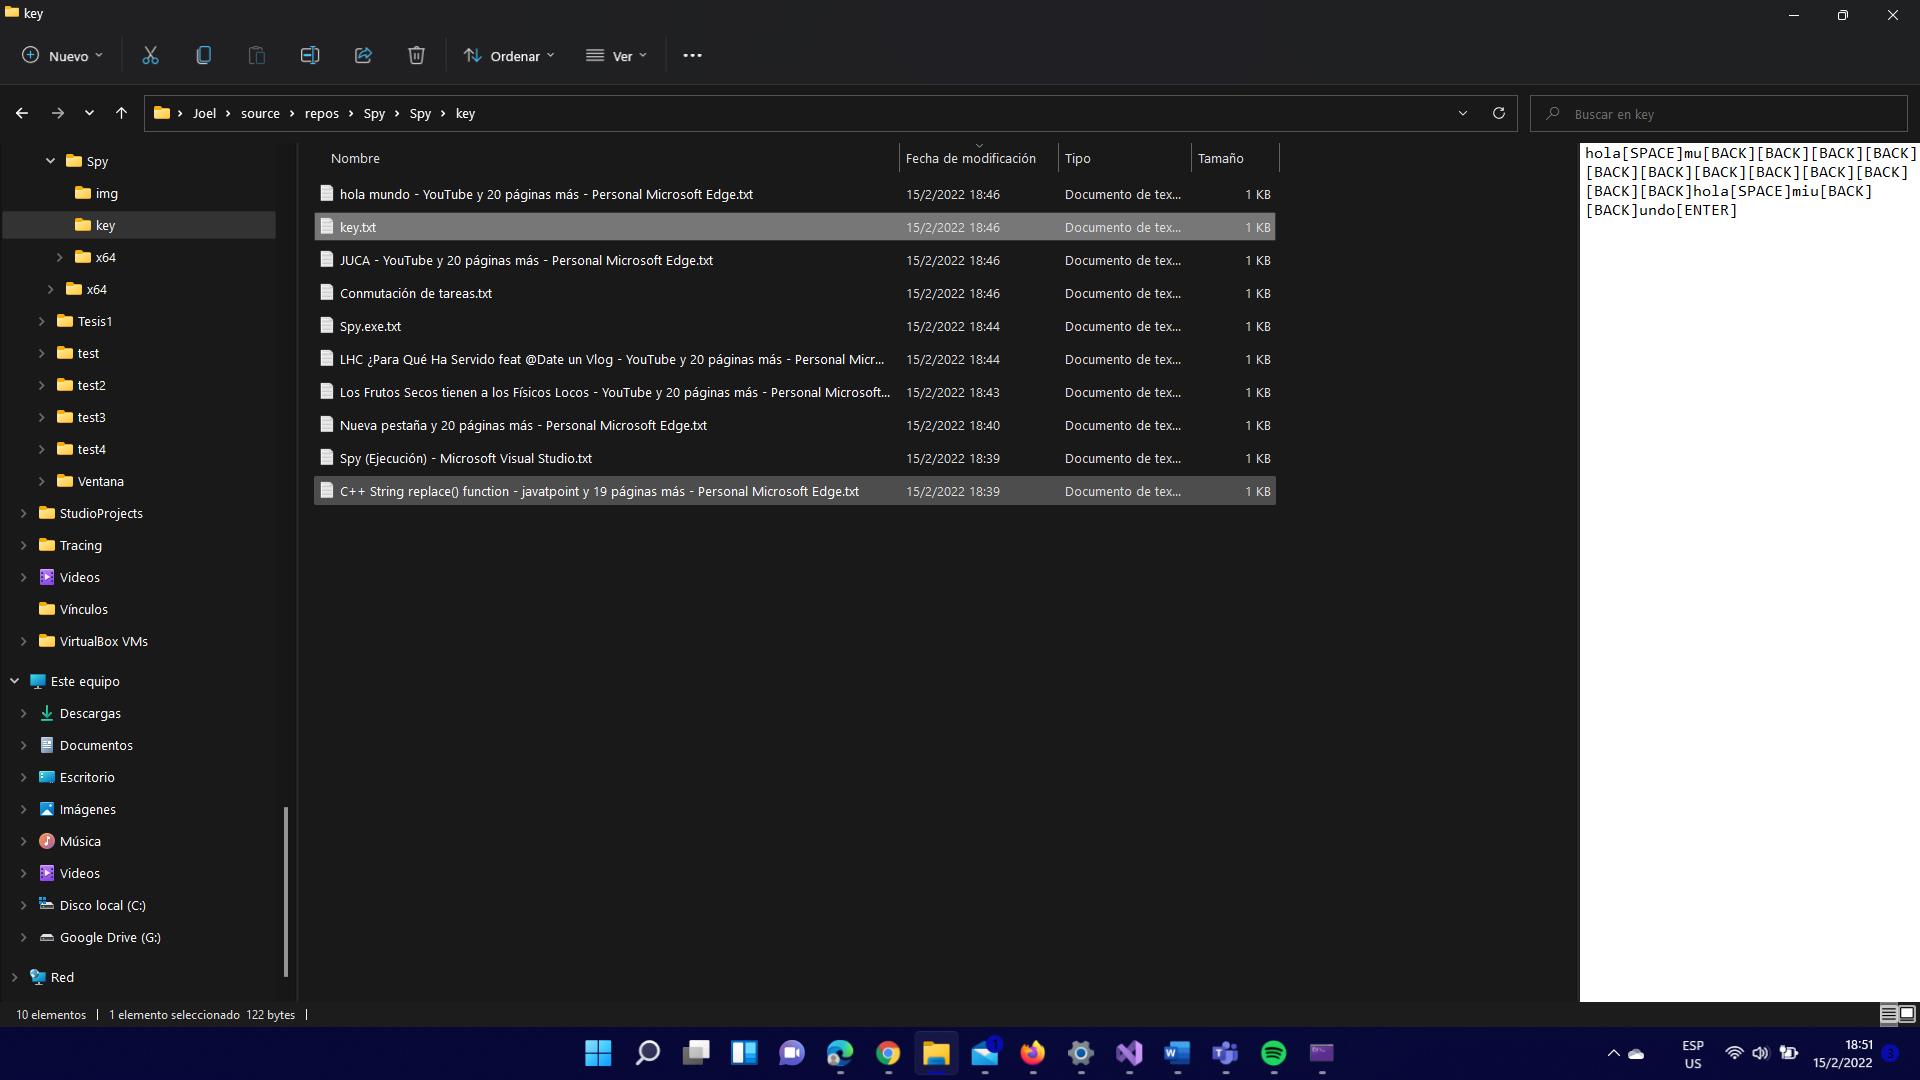 key
Nuevo
Ordenar
Ver
Joel
source
repos
Spy
Spy
key
Buscar en key
Spy
img
key
x64
x64
Tesis1
test
test2
test3
test4
Ventana
StudioProjects
Tracing
Videos
Vínculos
VirtualBox VMs
Este equipo
Descargas
Documentos
Escritorio
Imágenes
Música
Videos
Disco local (C:)
Google Drive (G:)
Red
Nombre Fecha de modificación Tipo Tamaño
hola mundo - YouTube y 20 páginas más - Personal Microsoft Edge.txt 15/2/2022 18:46 Documento de tex... 1 KB
key.txt 15/2/2022 18:46 Documento de tex... 1 KB
JUCA - YouTube y 20 páginas más - Personal Microsoft Edge.txt 15/2/2022 18:46 Documento de tex... 1 KB
Conmutación de tareas.txt 15/2/2022 18:46 Documento de tex... 1 KB
Spy.exe.txt 15/2/2022 18:44 Documento de tex... 1 KB
LHC ¿Para Qué Ha Servido feat @Date un Vlog - YouTube y 20 páginas más - Personal Micr... 15/2/2022 18:44 Documento de tex... 1 KB
Los Frutos Secos tienen a los Físicos Locos - YouTube y 20 páginas más - Personal Microsoft... 15/2/2022 18:43 Documento de tex... 1 KB
Nueva pestaña y 20 páginas más - Personal Microsoft Edge.txt 15/2/2022 18:40 Documento de tex... 1 KB
Spy (Ejecución) - Microsoft Visual Studio.txt 15/2/2022 18:39 Documento de tex... 1 KB
C++ String replace() function - javatpoint y 19 páginas más - Personal Microsoft Edge.txt 15/2/2022 18:39 Documento de tex... 1 KB
hola[SPACE]mu[BACK][BACK][BACK][BACK]
[BACK][BACK][BACK][BACK][BACK][BACK]
[BACK][BACK]hola[SPACE]miu[BACK]
[BACK]undo[ENTER]
10 elementos
1 elemento seleccionado 122 bytes
1
ESP
US
18:51
15/2/2022
3